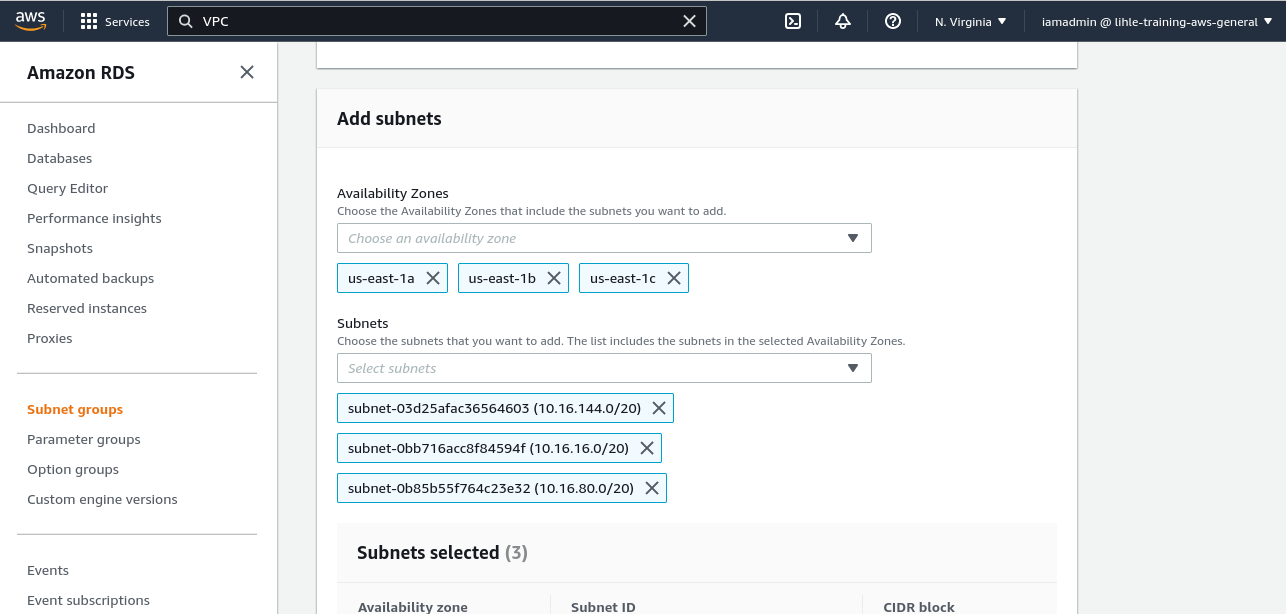 aws Services VPC N. Virginia iamadmin @ lihle-training-aws-general
Amazon RDS
Dashboard
Databases
Query Editor
Performance insights
Snapshots
Automated backups
Reserved instances
Proxies
Subnet groups
Parameter groups
Option groups
Custom engine versions
Events
Event subscriptions
Add subnets
Availability Zones
Choose the Availability Zones that include the subnets you want to add.
Choose an availability zone
us-east-1a us-east-1b us-east-1c
Subnets
Choose the subnets that you want to add. The list includes the subnets in the selected Availability Zones.
Select subnets
subnet-03d25afac36564603 (10.16.144.0/20)
subnet-0bb716acc8f84594f (10.16.16.0/20)
subnet-0b85b55f764c23e32 (10.16.80.0/20)
Subnets selected (3)
Availability zone Subnet ID CIDR block